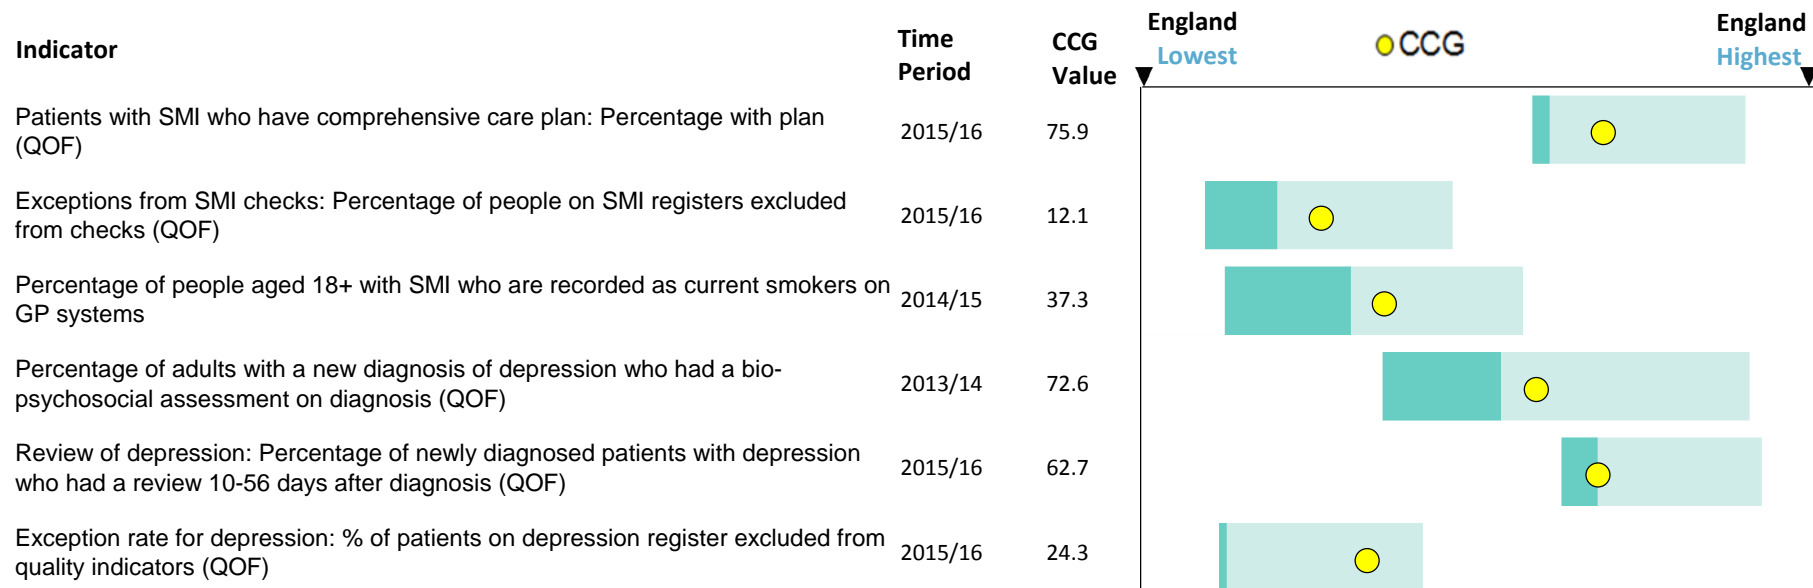 Indicator
Time
Period
CCG
Value
England
Lowest
CCG
England
Highest
Patients with SMI who have comprehensive care plan: Percentage with plan
(QOF)
2015/16
75.9
Exceptions from SMI checks: Percentage of people on SMI registers excluded
from checks (QOF)
2015/16
12.1
Percentage of people aged 18+ with SMI who are recorded as current smokers on
GP systems
2014/15
37.3
Percentage of adults with a new diagnosis of depression who had a bio-
psychosocial assessment on diagnosis (QOF)
2013/14
72.6
Review of depression: Percentage of newly diagnosed patients with depression
who had a review 10-56 days after diagnosis (QOF)
2015/16
62.7
Exception rate for depression: % of patients on depression register excluded from
quality indicators (QOF)
2015/16
24.3